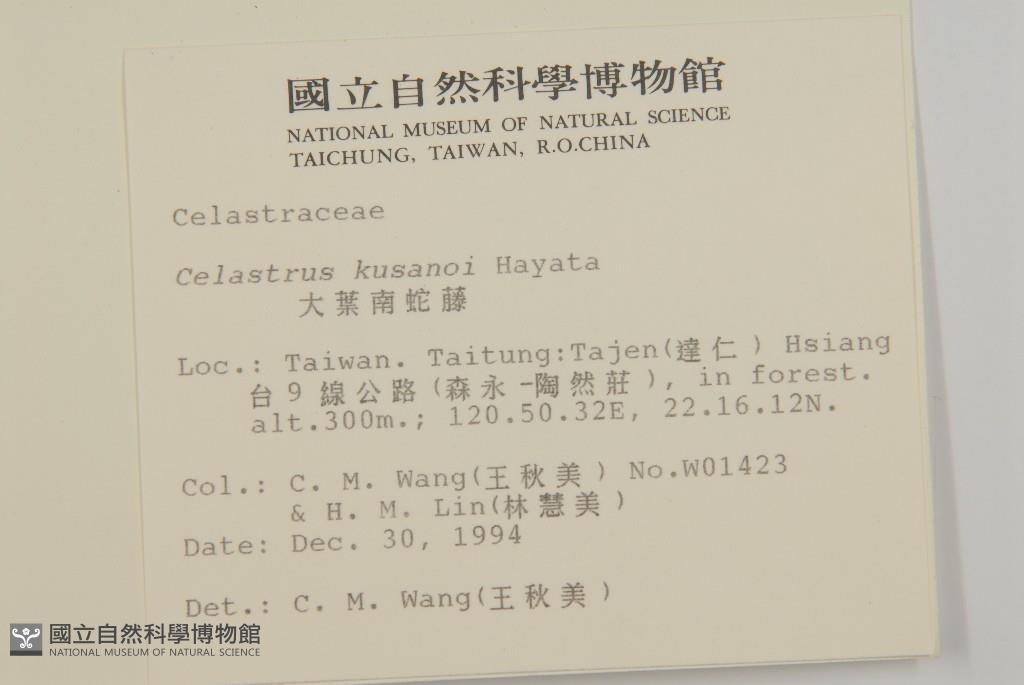 國立自然科學博物館
NATIONAL MUSEUM OF NATURAL SCIENCE
TAICHUNG, TAIWAN, R.O.CHINA
Celastraceae
Celastrus kusanoi Hayata
大葉南蛇藤
Loc.: Taiwan. Taitung:Tajen(達仁) Hsiang
台9線公路(森永-陶然莊), in forest.
alt.300m.; 120.50.32E, 22.16.12N.
Col.: C. M. Wang(王秋美) No.W01423
& H. M. Lin(林慧美)
Date: Dec. 30, 1994
Det.: C. M. Wang(王秋美)
國立自然科學博物館
NATIONAL MUSEUM OF NATURAL SCIENCE